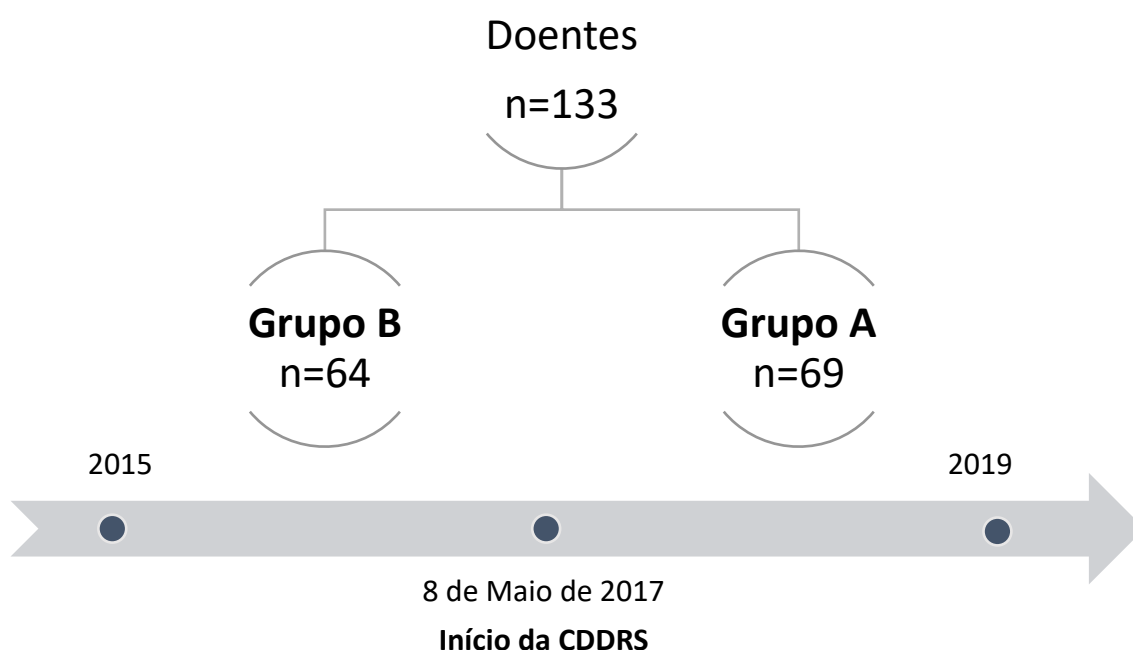 Doentes
n=133
Grupo B
n=64
Grupo A
n=69
2015
2019
8 de Maio de 2017
Início da CDDRS